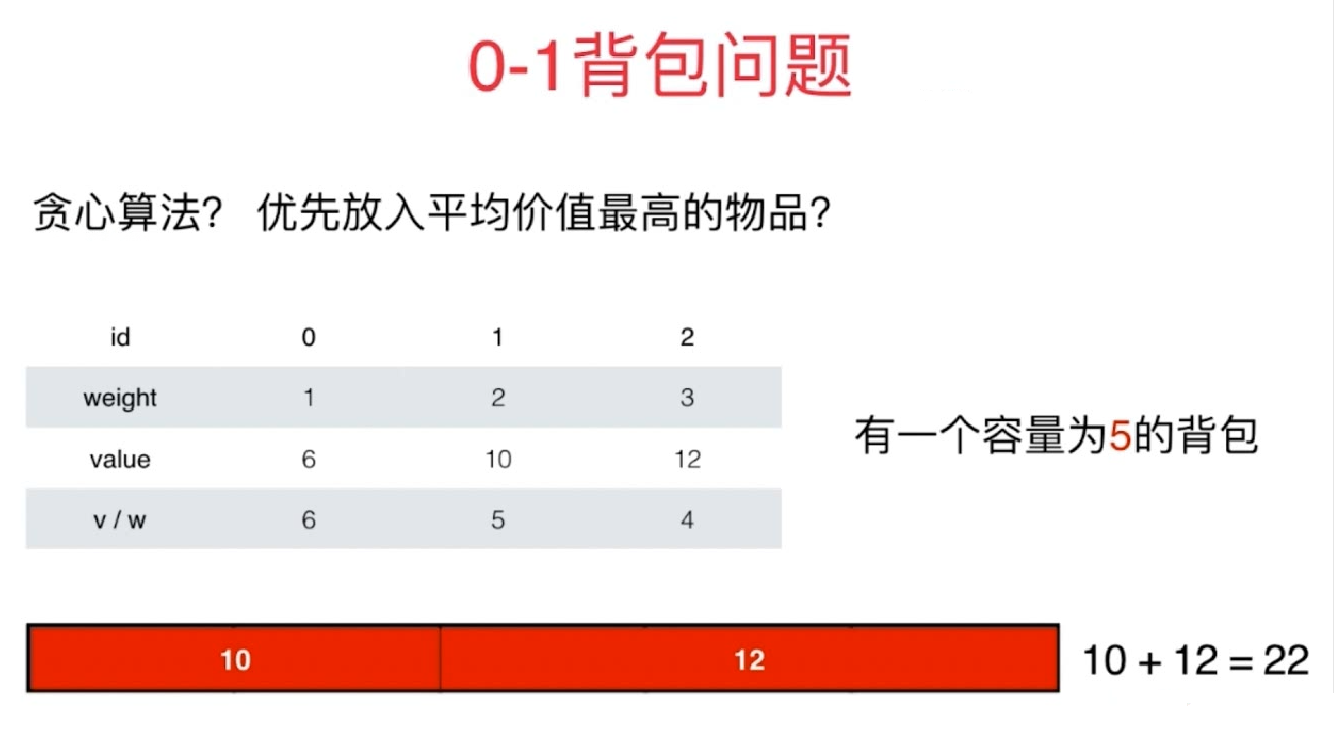 0-1背包问题
贪心算法？ 优先放入平均价值最高的物品？
id 0 1 2
weight 1 2 3
value 6 10 12
v / w 6 5 4
有一个容量为5的背包
10 12 10 + 12 = 22